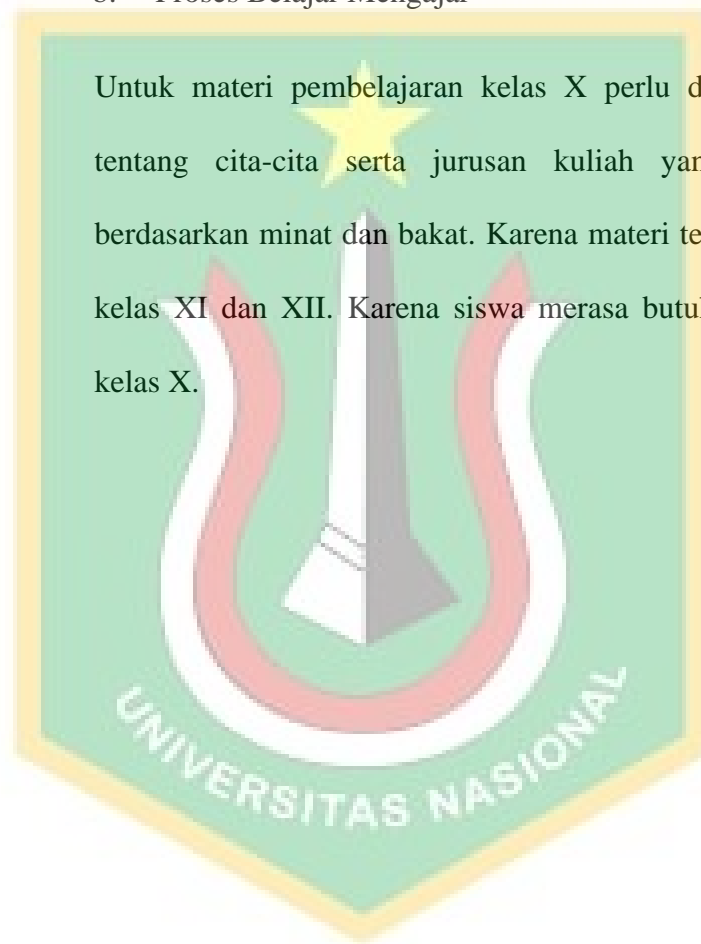 Proses Belajar Mengajar
Untuk materi pembelajaran kelas X perlu
tentang cita-cita serta jurusan kuliah
berdasarkan minat dan bakat. Karena materi
kelas XI dan XII. Karena siswa merasa
kelas X.
UNIVERSITAS NASIONAL